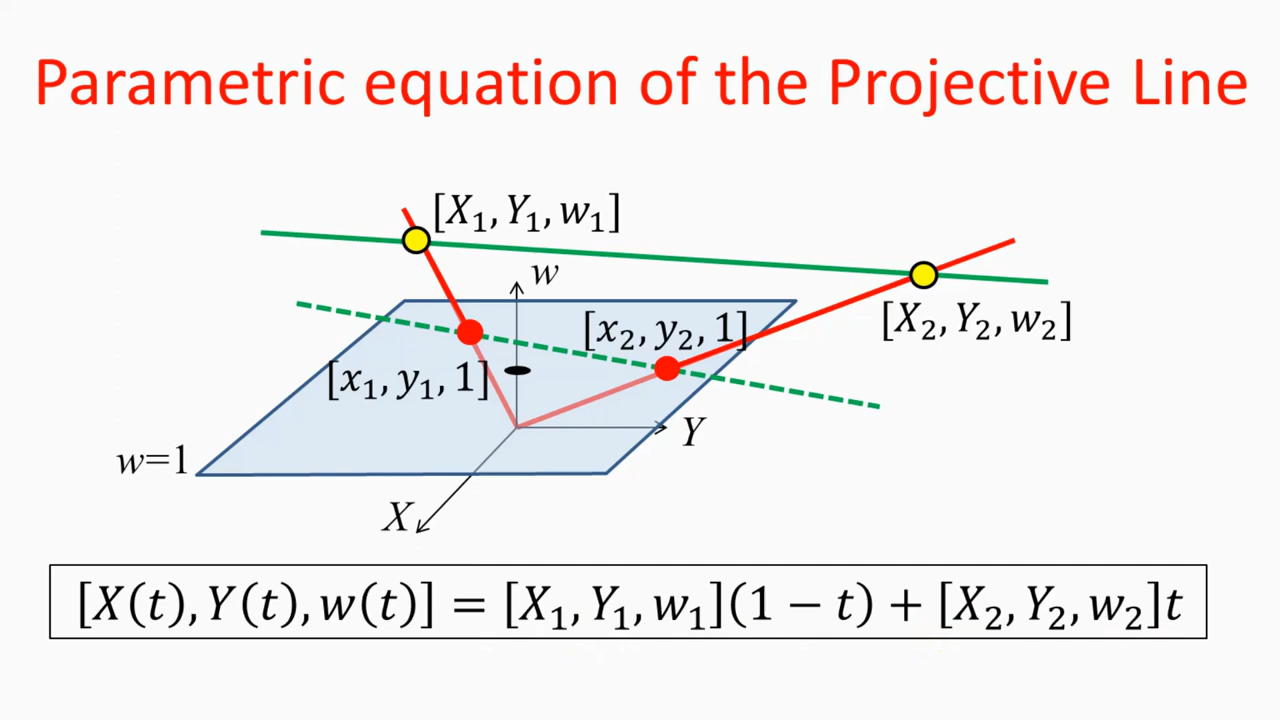 Parametric equation of the Projective Line
[X₁, Y₁, w₁]
w
[x₂, y₂, 1]
[X₂, Y₂, w₂]
[x₁, y₁, 1]
Y
w=1
X
[X(t), Y(t), w(t)] = [X₁, Y₁, w₁](1 − t) + [X₂, Y₂, w₂]t